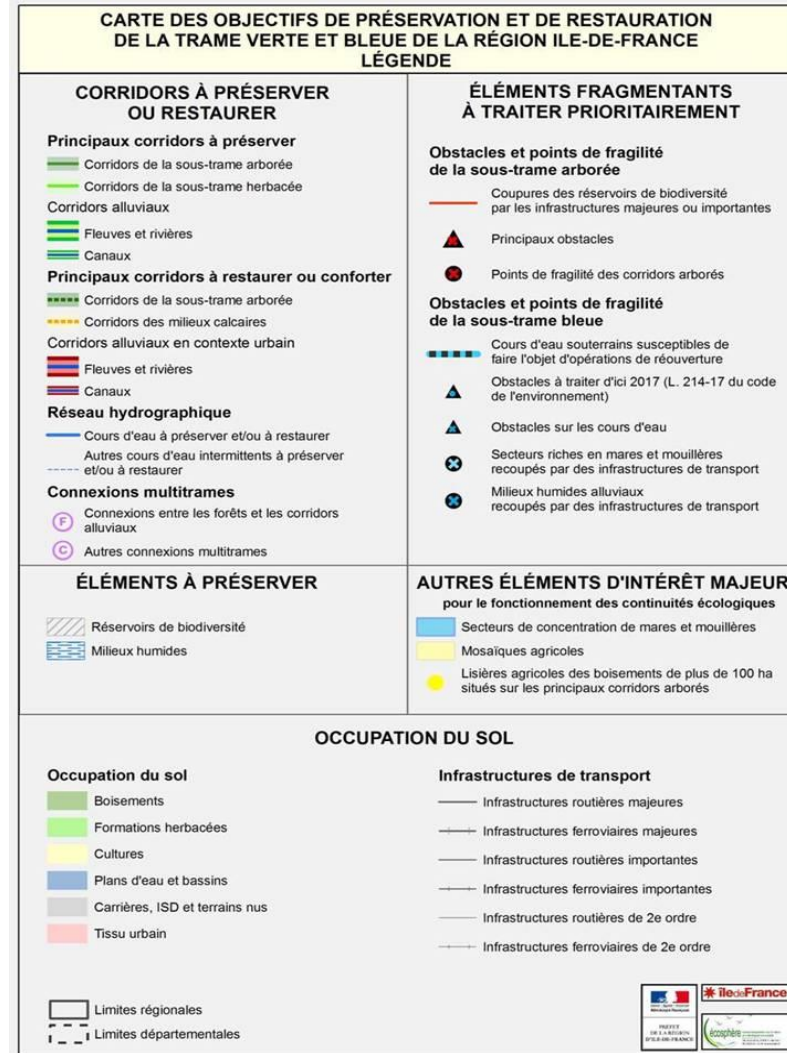 CARTE DES OBJECTIFS DE PRÉSERVATION ET DE RESTAURATION
DE LA TRAME VERTE ET BLEUE DE LA RÉGION ILE-DE-FRANCE
LÉGENDE
CORRIDORS À PRÉSERVER
OU RESTAURER
Principaux corridors à préserver
Corridors de la sous-trame arborée
Corridors de la sous-trame herbacée
Corridors alluviaux
Fleuves et rivières
Canaux
Principaux corridors à restaurer ou conforter
Corridors de la sous-trame arborée
Corridors des milieux calcaires
Corridors alluviaux en contexte urbain
Fleuves et rivières
Canaux
Réseau hydrographique
Cours d'eau à préserver et/ou à restaurer
Autres cours d'eau intermittents à préserver
et/ou à restaurer
Connexions multitrames
F
Connexions entre les forêts et les corridors
alluviaux
C
Autres connexions multitrames
ÉLÉMENTS FRAGMENTANTS
À TRAITER PRIORITAIREMENT
Obstacles et points de fragilité
de la sous-trame arborée
Coupures des réservoirs de biodiversité
par les infrastructures majeures ou importantes
Principaux obstacles
Points de fragilité des corridors arborés
Obstacles et points de fragilité
de la sous-trame bleue
Cours d'eau souterrains susceptibles de
faire l'objet d'opérations de réouverture
Obstacles à traiter d'ici 2017 (L. 214-17 du code
de l'environnement)
Obstacles sur les cours d'eau
Secteurs riches en mares et mouillères
recoupés par des infrastructures de transport
Milieux humides alluviaux
recoupés par des infrastructures de transport
ÉLÉMENTS À PRÉSERVER
Réservoirs de biodiversité
Milieux humides
AUTRES ÉLÉMENTS D'INTÉRÊT MAJEUR
pour le fonctionnement des continuités écologiques
Secteurs de concentration de mares et mouillères
Mosaïques agricoles
Lisières agricoles des boisements de plus de 100 ha
situés sur les principaux corridors arborés
OCCUPATION DU SOL
Occupation du sol
Boisements
Formations herbacées
Cultures
Plans d'eau et bassins
Carrières, ISD et terrains nus
Tissu urbain
Limites régionales
Limites départementales
Infrastructures de transport
Infrastructures routières majeures
Infrastructures ferroviaires majeures
Infrastructures routières importantes
Infrastructures ferroviaires importantes
Infrastructures routières de 2e ordre
Infrastructures ferroviaires de 2e ordre
PRÉFET
DE LA RÉGION
D'ILE-DE-FRANCE
îledeFrance
écosphère